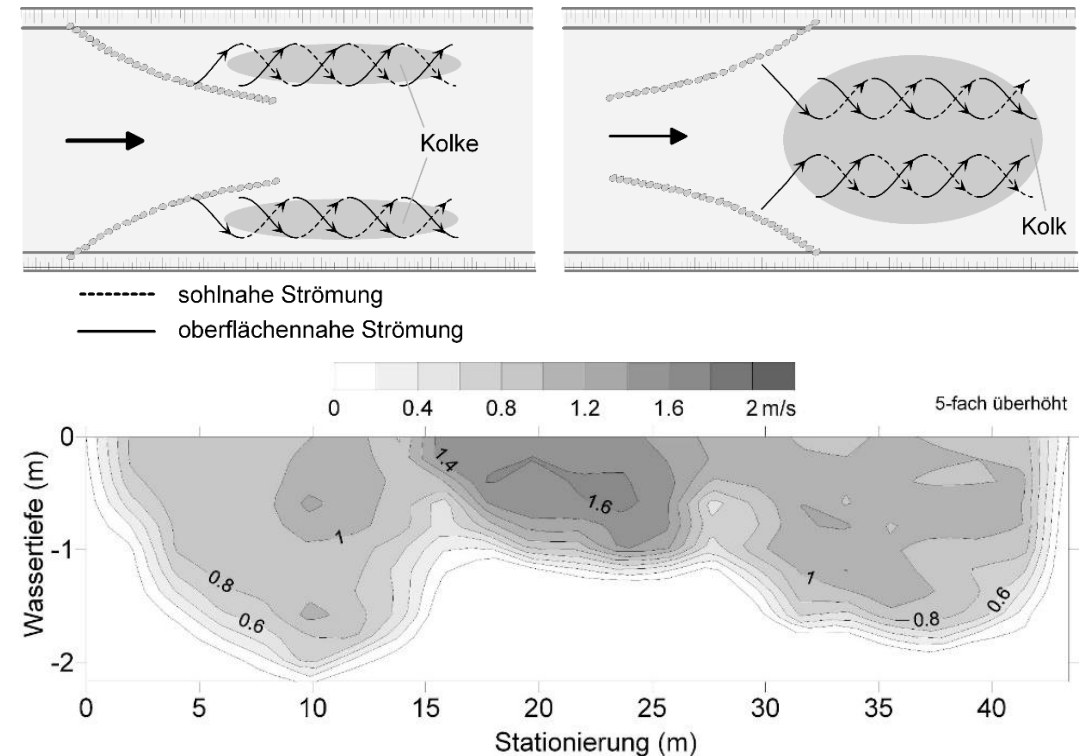 Kolke
Kolk
sohlnahe Strömung
oberflächennahe Strömung
0 0.4 0.8 1.2 1.6 2 m/s
5-fach überhöht
Wassertiefe (m)
0
-1
-2
1.4
1.6
1
0.8
0.6
1
0.8
0.6
0 5 10 15 20 25 30 35 40
Stationierung (m)